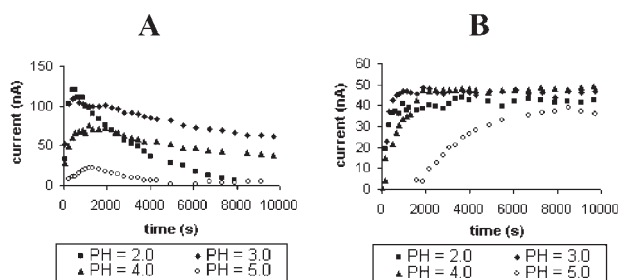 A
current (nA)
150
100
50
0
0 2000 4000 6000 8000 10000
time (s)
PH = 2.0 PH = 3.0
PH = 4.0 PH = 5.0
B
current (nA)
60
50
40
30
20
10
0
0 2000 4000 6000 8000 10000
time (s)
PH = 2.0 PH = 3.0
PH = 4.0 PH = 5.0